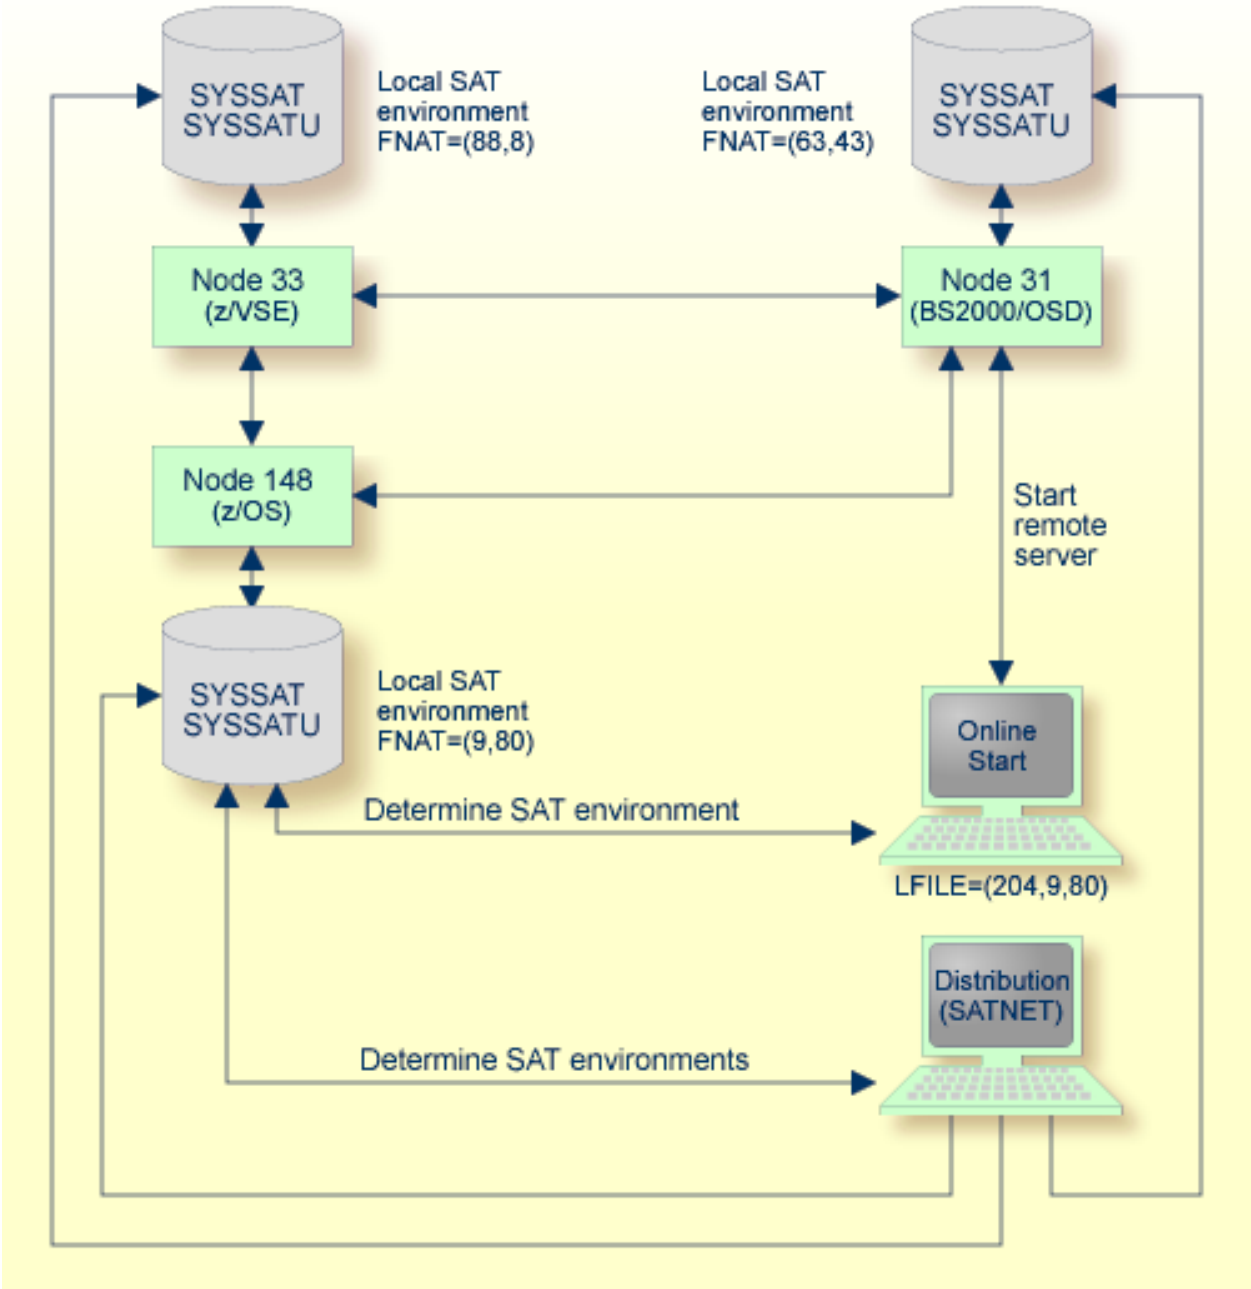 SYSSAT
SYSSATU
Local SAT
environment
FNAT=(88,8)
Local SAT
environment
FNAT=(63,43)
SYSSAT
SYSSATU
Node 33
(z/VSE)
Node 31
(BS2000/OSD)
Node 148
(z/OS)
Start
remote
server
SYSSAT
SYSSATU
Local SAT
environment
FNAT=(9,80)
Online
Start
Determine SAT environment
LFILE=(204,9,80)
Distribution
(SATNET)
Determine SAT environments